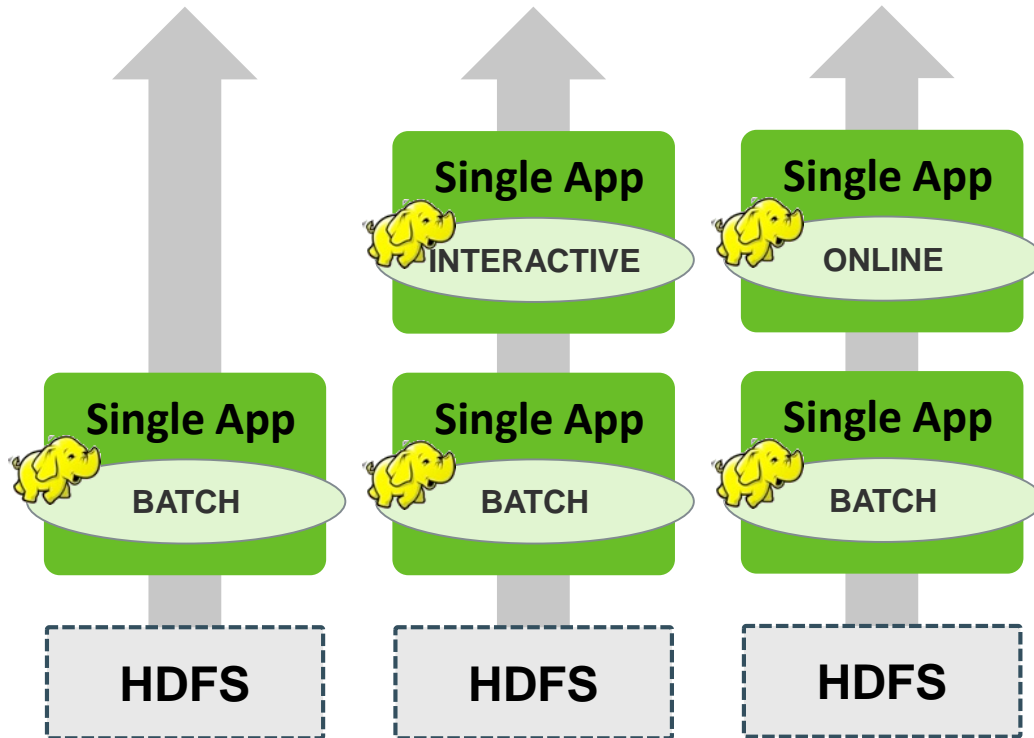 Single App
INTERACTIVE
Single App
ONLINE
Single App
BATCH
Single App
BATCH
Single App
BATCH
HDFS
HDFS
HDFS